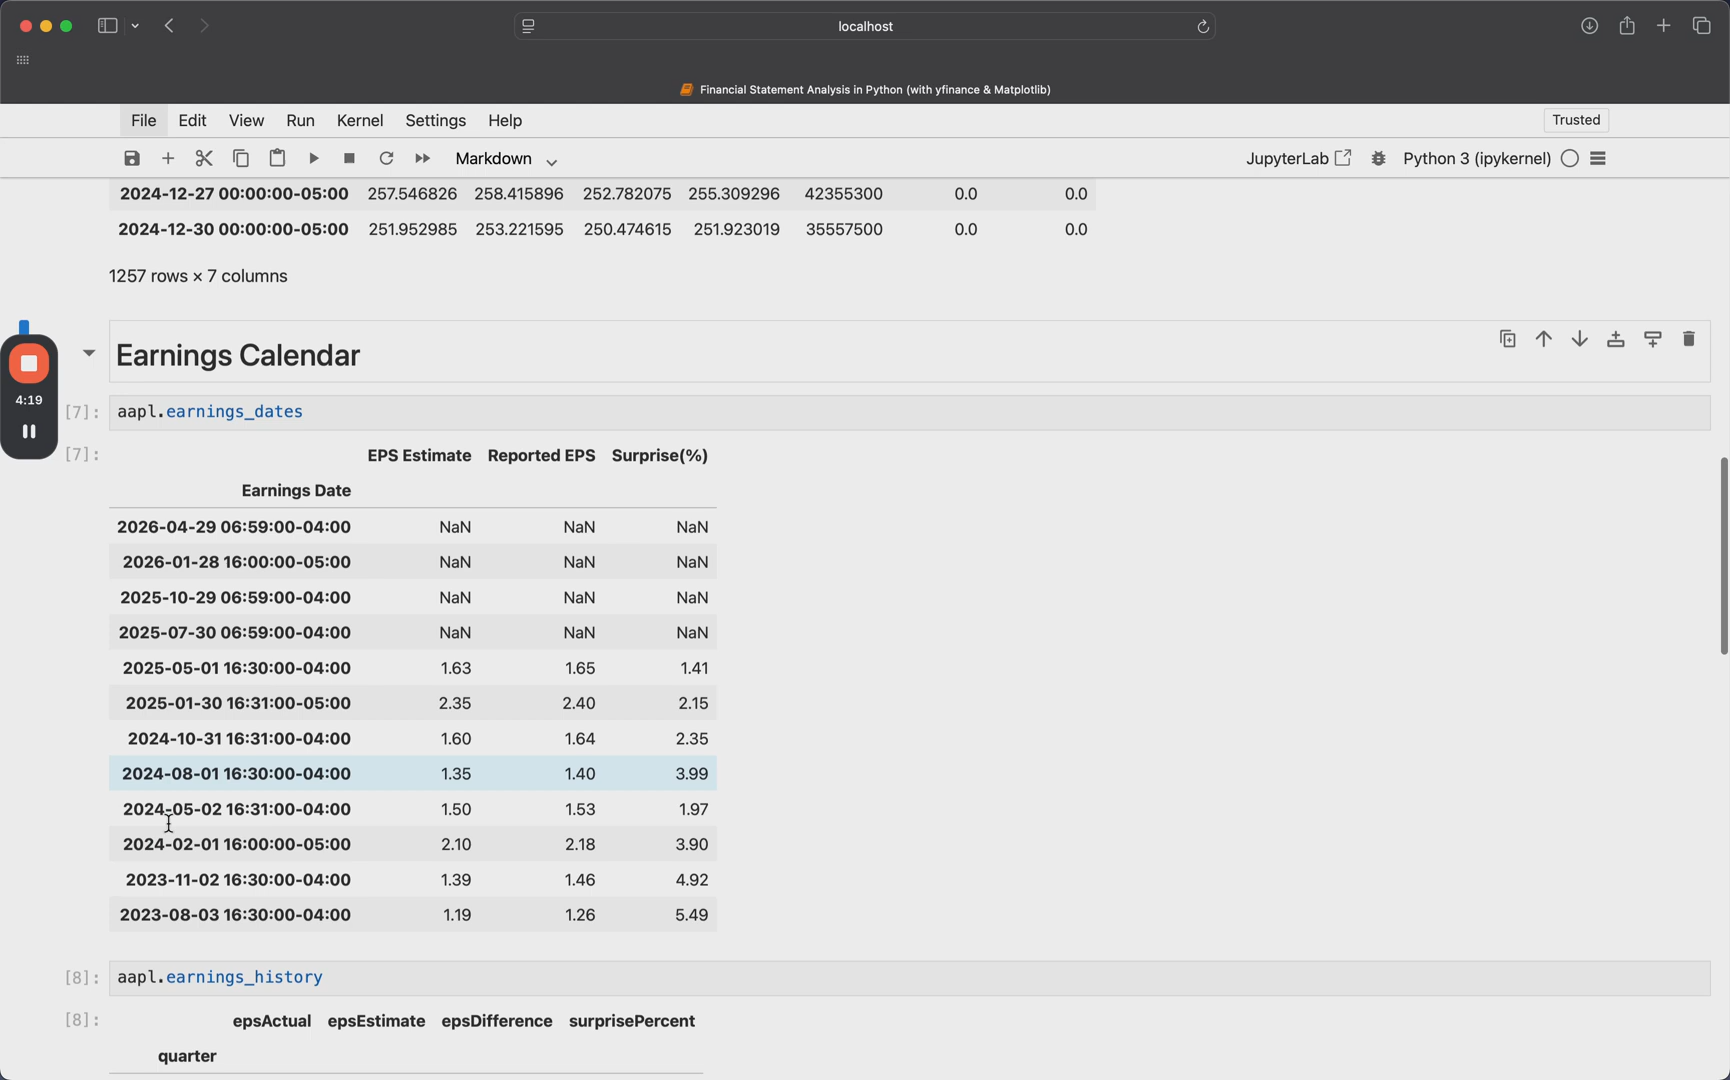 localhost
Financial Statement Analysis in Python (with yfinance & Matplotlib)
File Edit View Run Kernel Settings Help Trusted
Markdown JupyterLab Python 3 (ipykernel)
2024-12-27 00:00:00-05:00 257.546826 258.415896 252.782075 255.309296 42355300 0.0 0.0
2024-12-30 00:00:00-05:00 251.952985 253.221595 250.474615 251.923019 35557500 0.0 0.0
1257 rows × 7 columns
Earnings Calendar
4:19
[7]: aapl.earnings_dates
[7]: EPS Estimate Reported EPS Surprise(%)
Earnings Date
2026-04-29 06:59:00-04:00 NaN NaN NaN
2026-01-28 16:00:00-05:00 NaN NaN NaN
2025-10-29 06:59:00-04:00 NaN NaN NaN
2025-07-30 06:59:00-04:00 NaN NaN NaN
2025-05-01 16:30:00-04:00 1.63 1.65 1.41
2025-01-30 16:31:00-05:00 2.35 2.40 2.15
2024-10-31 16:31:00-04:00 1.60 1.64 2.35
2024-08-01 16:30:00-04:00 1.35 1.40 3.99
2024-05-02 16:31:00-04:00 1.50 1.53 1.97
2024-02-01 16:00:00-05:00 2.10 2.18 3.90
2023-11-02 16:30:00-04:00 1.39 1.46 4.92
2023-08-03 16:30:00-04:00 1.19 1.26 5.49
[8]: aapl.earnings_history
[8]: epsActual epsEstimate epsDifference surprisePercent
quarter